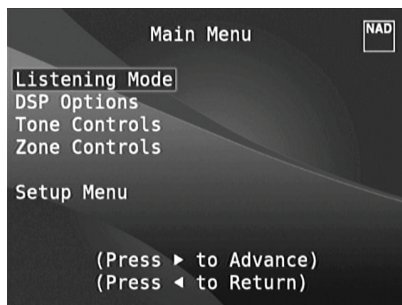 Main Menu
NAD
Listening Mode
DSP Options
Tone Controls
Zone Controls
Setup Menu
(Press ▶ to Advance)
(Press ◀ to Return)